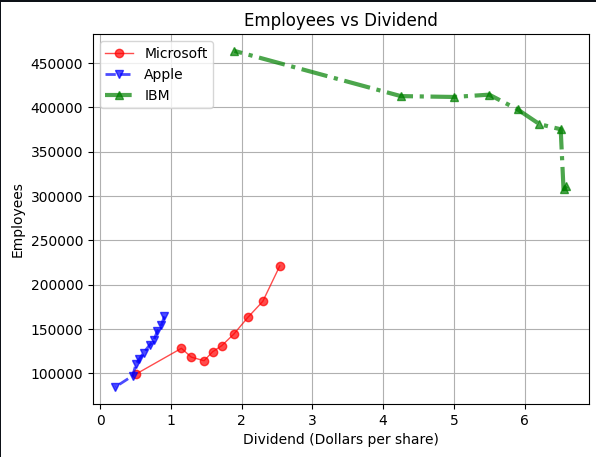 Employees vs Dividend
Microsoft
Apple
IBM
450000
400000
350000
300000
250000
200000
150000
100000
Employees
0
1
2
3
4
5
6
Dividend (Dollars per share)